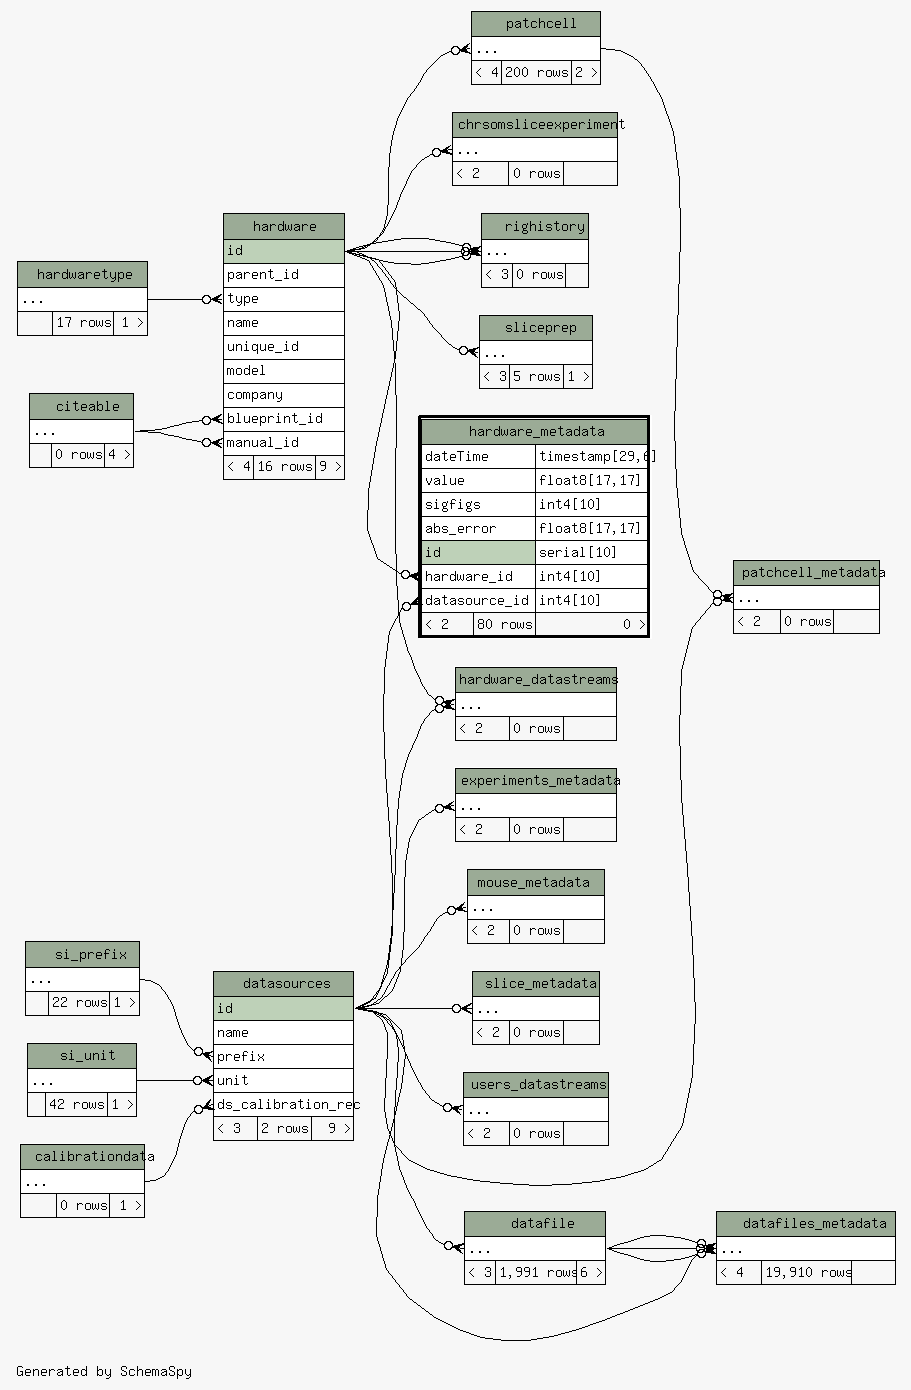 patchcell
...
< 4 200 rows 2 >
chrsomsliceexperiment
...
< 2 0 rows
hardware
id
parent_id
type
name
unique_id
model
company
blueprint_id
manual_id
< 4 16 rows 9 >
righistory
...
< 3 0 rows
hardwaretype
...
17 rows 1 >
sliceprep
...
< 3 5 rows 1 >
citeable
...
0 rows 4 >
hardware_metadata
dateTime timestamp[29,6]
value float8[17,17]
sigfigs int4[10]
abs_error float8[17,17]
id serial[10]
hardware_id int4[10]
datasource_id int4[10]
< 2 80 rows 0 >
patchcell_metadata
...
< 2 0 rows
hardware_datastreams
...
< 2 0 rows
experiments_metadata
...
< 2 0 rows
mouse_metadata
...
< 2 0 rows
si_prefix
...
22 rows 1 >
datasources
id
name
prefix
unit
ds_calibration_rec
< 3 2 rows 9 >
slice_metadata
...
< 2 0 rows
si_unit
...
42 rows 1 >
users_datastreams
...
< 2 0 rows
calibrationdata
...
0 rows 1 >
datafile
...
< 3 1,991 rows 6 >
datafiles_metadata
...
< 4 19,910 rows
Generated by SchemaSpy